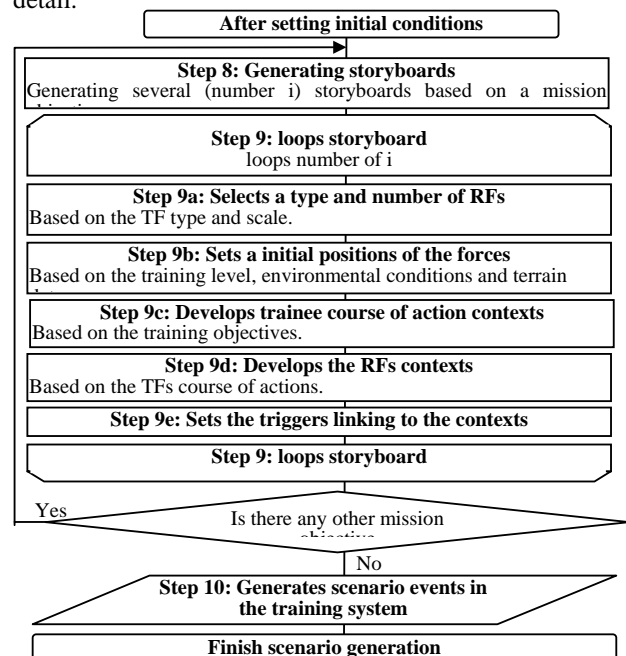 detail.
After setting initial conditions
Step 8: Generating storyboards
Generating several (number i) storyboards based on a mission
Step 9: loops storyboard
loops number of i
Step 9a: Selects a type and number of RFs
Based on the TF type and scale.
Step 9b: Sets a initial positions of the forces
Based on the training level, environmental conditions and terrain
Step 9c: Develops trainee course of action contexts
Based on the training objectives.
Step 9d: Develops the RFs contexts
Based on the TFs course of actions.
Step 9e: Sets the triggers linking to the contexts
Step 9: loops storyboard
Yes
Is there any other mission
No
Step 10: Generates scenario events in
the training system
Finish scenario generation